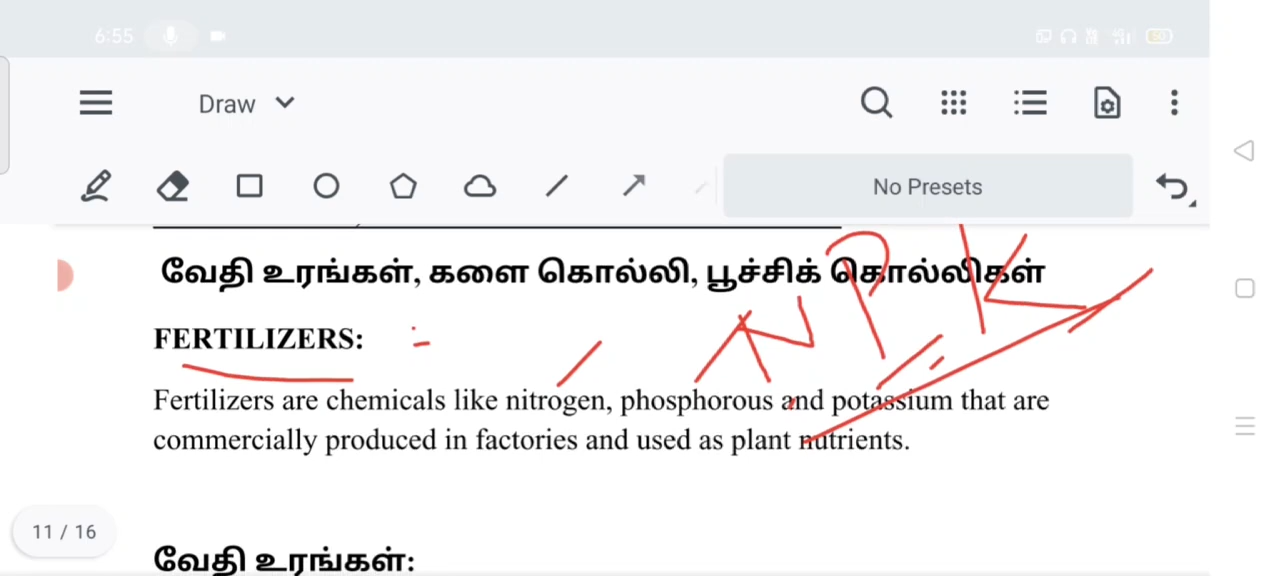 6:55
Draw
No Presets
வேதி உரங்கள், களை கொல்லி, பூச்சிக் கொல்லிகள்
NPK
FERTILIZERS:
Fertilizers are chemicals like nitrogen, phosphorous and potassium that are
commercially produced in factories and used as plant nutrients.
11 / 16
வேதி உரங்கள்: